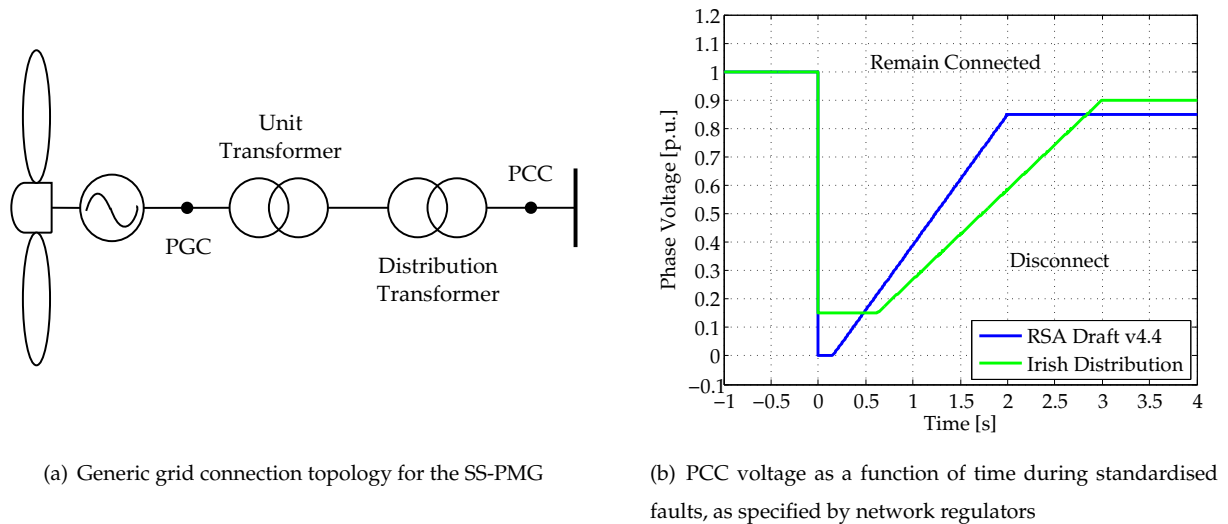 Unit
Transformer
PCC
PGC
Distribution
Transformer
(a) Generic grid connection topology for the SS-PMG
1.2
1.1
1
0.9
0.8
0.7
0.6
0.5
0.4
0.3
0.2
0.1
0
−0.1
Phase Voltage [p.u.]
Remain Connected
Disconnect
RSA Draft v4.4
Irish Distribution
−1 −0.5 0 0.5 1 1.5 2 2.5 3 3.5 4
Time [s]
(b) PCC voltage as a function of time during standardised
faults, as specified by network regulators